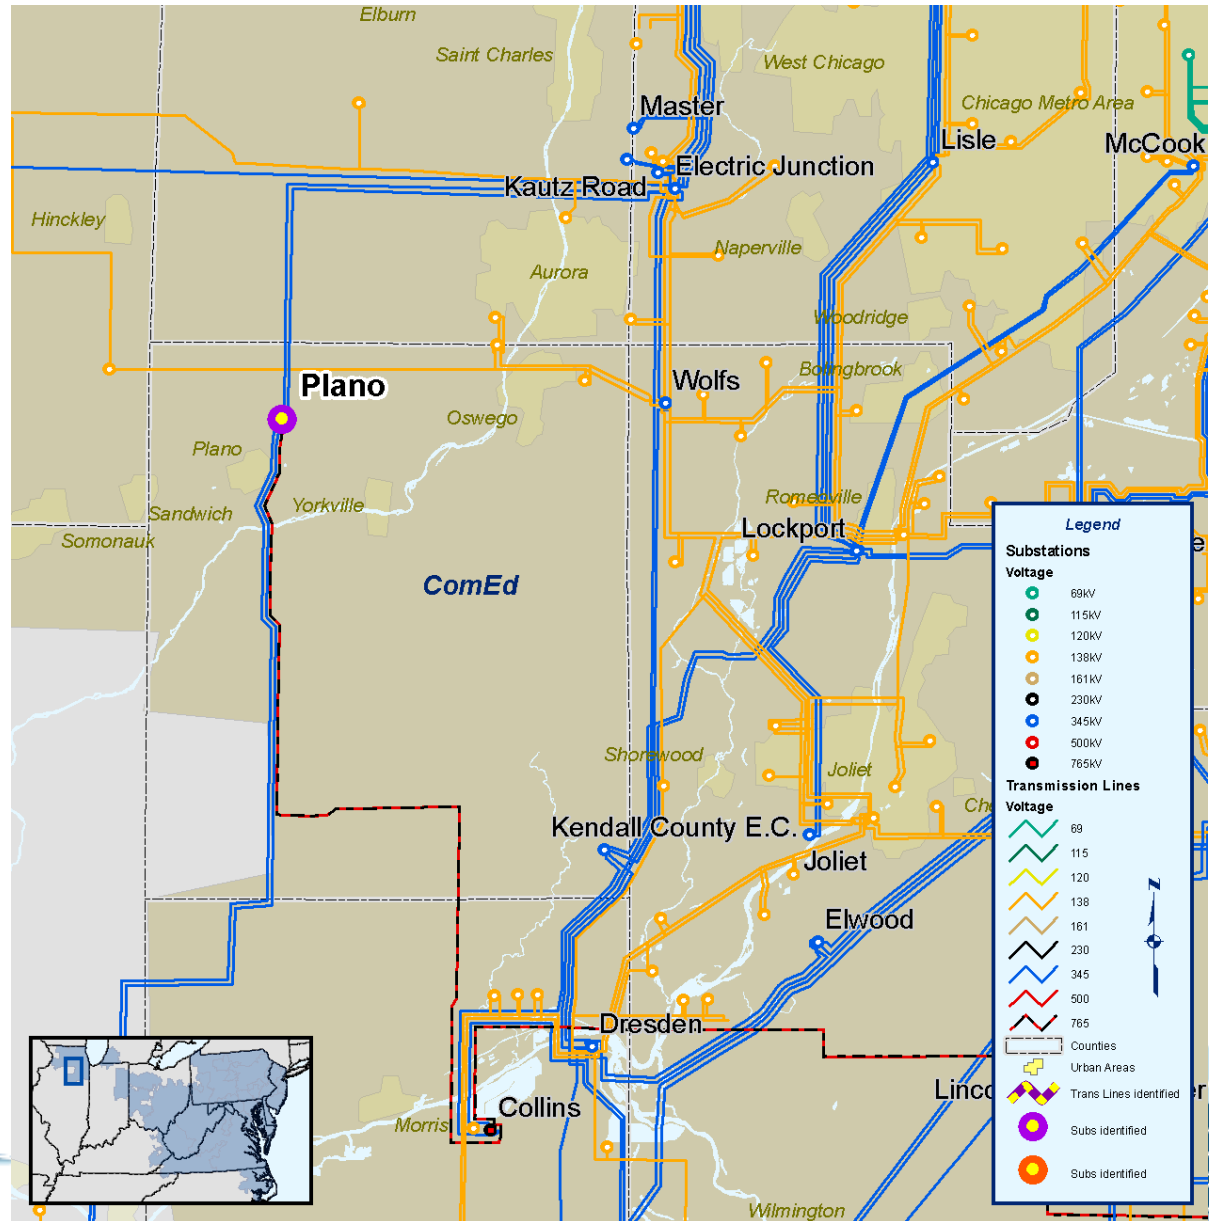 Elburn
Saint Charles
West Chicago
Master
Chicago Metro Area
Lisle
McCook
Electric Junction
Kautz Road
Hinckley
Naperville
Aurora
Woodridge
Bolingbrook
Plano
Wolfs
Oswego
Plano
Yorkville
Romeoville
Sandwich
Lockport
Somonauk
ComEd
Shorewood
Joliet
Kendall County E.C.
Joliet
Elwood
Dresden
Collins
Morris
Wilmington
Legend
Substations
Voltage
69kV
115kV
120kV
138kV
161kV
230kV
345kV
500kV
765kV
Transmission Lines
Voltage
69
115
120
138
161
230
345
500
765
Counties
Urban Areas
Trans Lines identified
Subs identified
Subs identified
N